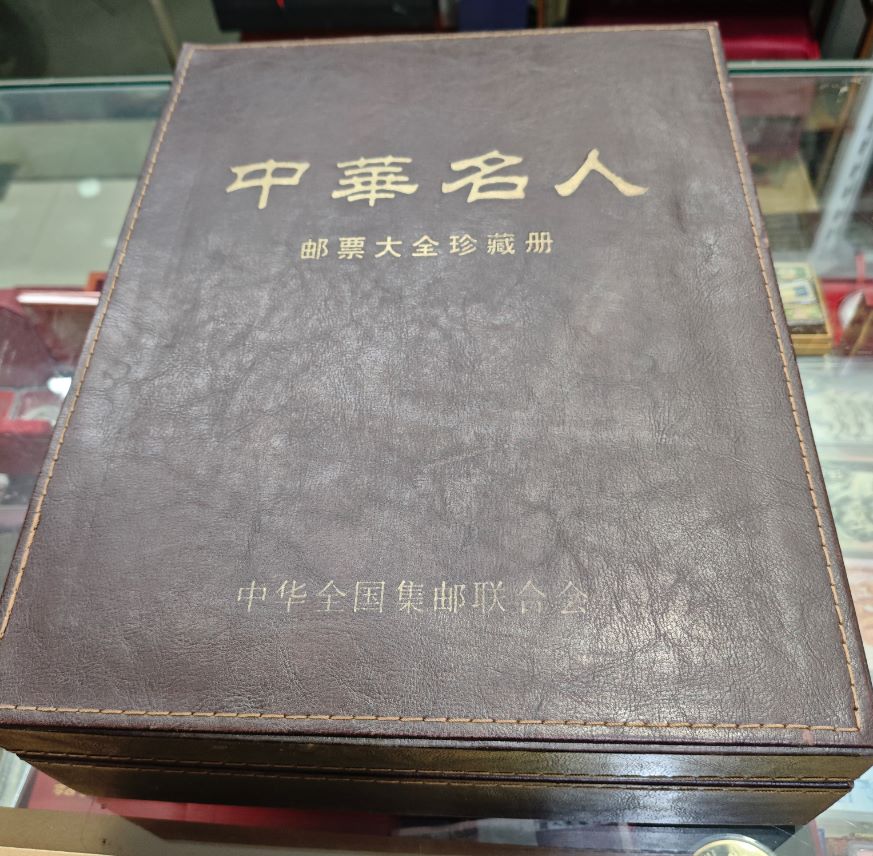 中華名人
邮票大全珍藏册
中华全国集邮联合会